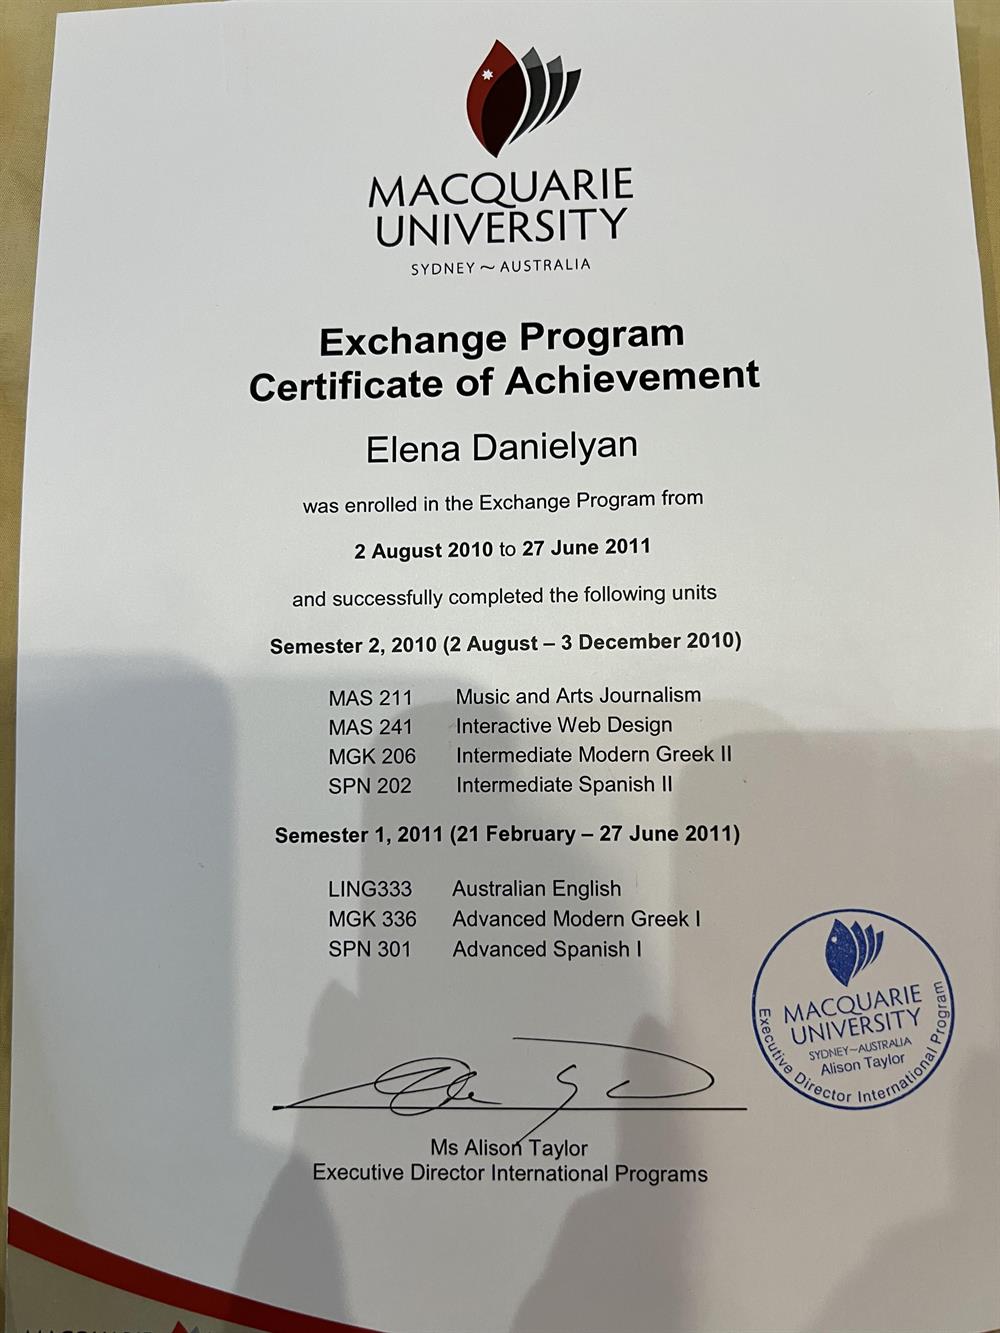 MACQUARIE
UNIVERSITY
SYDNEY ~ AUSTRALIA
Exchange Program
Certificate of Achievement
Elena Danielyan
was enrolled in the Exchange Program from
2 August 2010 to 27 June 2011
and successfully completed the following units
Semester 2, 2010 (2 August – 3 December 2010)
MAS 211 Music and Arts Journalism
MAS 241 Interactive Web Design
MGK 206 Intermediate Modern Greek II
SPN 202 Intermediate Spanish II
Semester 1, 2011 (21 February – 27 June 2011)
LING333 Australian English
MGK 336 Advanced Modern Greek I
SPN 301 Advanced Spanish I
MACQUARIE
UNIVERSITY
SYDNEY~AUSTRALIA
Alison Taylor
Executive Director International Program
Ms Alison Taylor
Executive Director International Programs